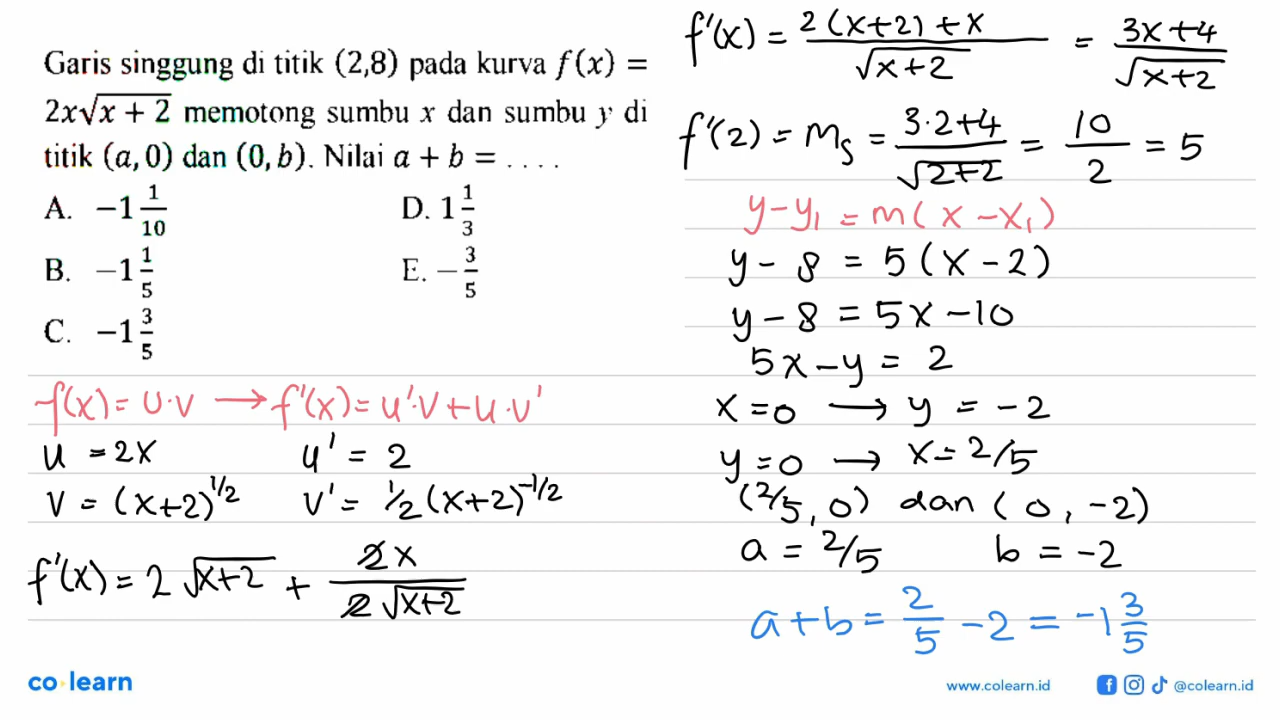 Garis singgung di titik (2,8) pada kurva f(x) =
2x√(x + 2) memotong sumbu x dan sumbu y di
titik (a, 0) dan (0, b). Nilai a + b = . . . .
A. −1 1/10
D. 1 1/3
B. −1 1/5
E. −3/5
C. −1 3/5
f(x) = u·v → f'(x) = u'·v + u·v'
u = 2x u' = 2
v = (x+2)^1/2 v' = 1/2 (x+2)^-1/2
f'(x) = 2√(x+2) + 2x/(2√(x+2))
f'(x) = (2(x+2)+x)/√(x+2) = (3x+4)/√(x+2)
f'(2) = m_s = (3·2+4)/√(2+2) = 10/2 = 5
y − y₁ = m(x − x₁)
y − 8 = 5(x − 2)
y − 8 = 5x − 10
5x − y = 2
x = 0 → y = −2
y = 0 → x = 2/5
(2/5, 0) dan (0, −2)
a = 2/5 b = −2
a + b = 2/5 − 2 = −1 3/5
co learn
www.colearn.id
@colearn.id